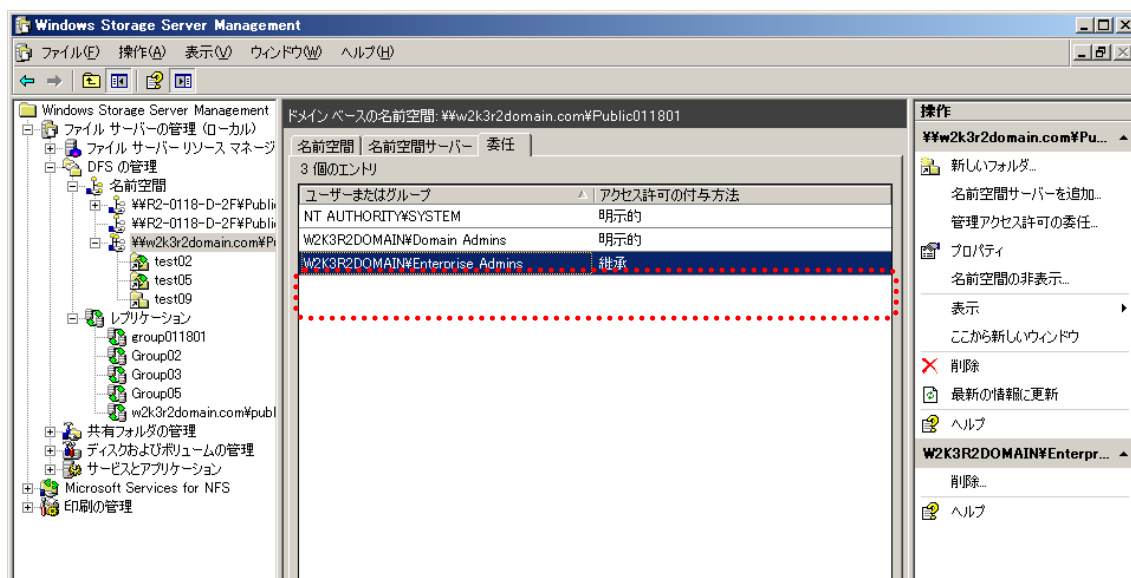 Windows Storage Server Management
ファイル(F) 操作(A) 表示(V) ウィンドウ(W) ヘルプ(H)
Windows Storage Server Management
ファイル サーバーの管理 (ローカル)
ファイル サーバー リソース マネージ
DFS の管理
名前空間
¥¥R2-0118-D-2F¥Publi
¥¥R2-0118-D-2F¥Publi
¥¥w2k3r2domain.com¥P
test02
test05
test09
レプリケーション
group011801
Group02
Group03
Group05
w2k3r2domain.com¥publ
共有フォルダの管理
ディスクおよびボリュームの管理
サービスとアプリケーション
Microsoft Services for NFS
印刷の管理
ドメイン ベースの名前空間: ¥¥w2k3r2domain.com¥Public011801
名前空間 名前空間サーバー 委任
3 個のエントリ
ユーザーまたはグループ アクセス許可の付与方法
NT AUTHORITY¥SYSTEM 明示的
W2K3R2DOMAIN¥Domain Admins 明示的
W2K3R2DOMAIN¥Enterprise Admins 継承
操作
¥¥w2k3r2domain.com¥Pu...
新しいフォルダ...
名前空間サーバーを追加...
管理アクセス許可の委任...
プロパティ
名前空間の非表示...
表示
ここから新しいウィンドウ
削除
最新の情報に更新
ヘルプ
W2K3R2DOMAIN¥Enterpr...
削除...
ヘルプ